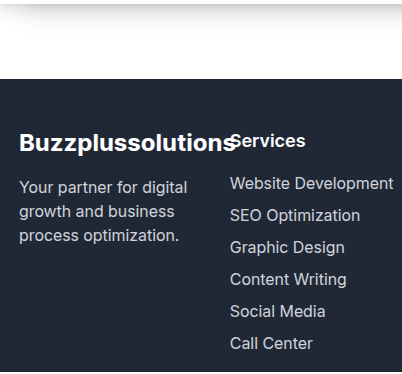 Buzzplussolutions
Your partner for digital
growth and business
process optimization.
Services
Website Development
SEO Optimization
Graphic Design
Content Writing
Social Media
Call Center